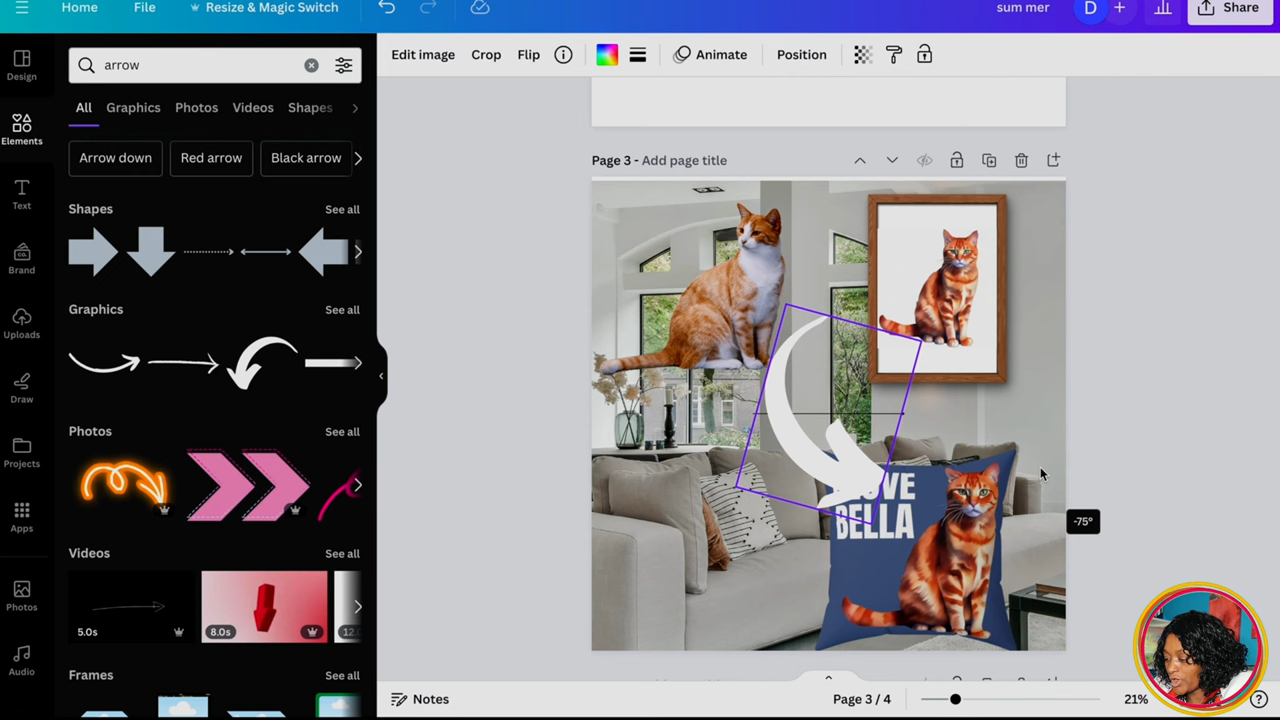 Home File Resize & Magic Switch sum mer D + Share
arrow
Edit image Crop Flip Animate Position
Design
Elements
Text
Brand
Uploads
Draw
Projects
Apps
Photos
Audio
All Graphics Photos Videos Shapes
Arrow down Red arrow Black arrow
Shapes See all
Graphics See all
Photos See all
Videos See all
5.0s 8.0s
Frames See all
Page 3 - Add page title
BELLA
-75°
Notes Page 3 / 4 21% ?